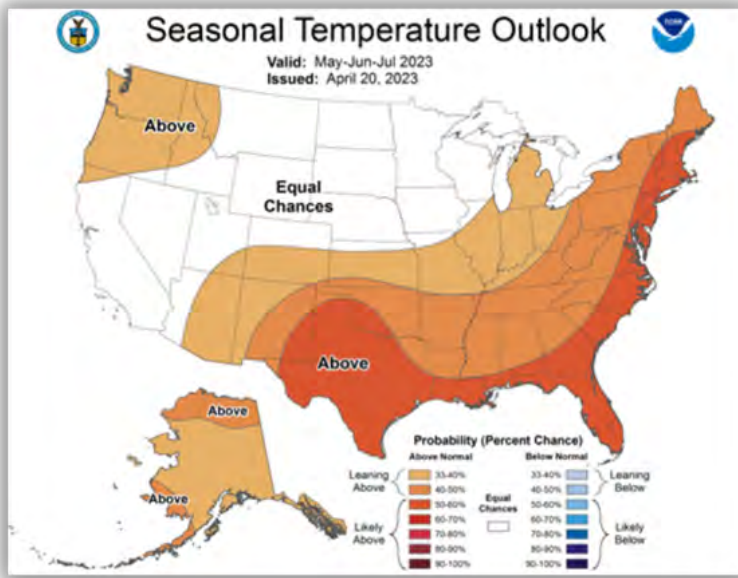 Seasonal Temperature Outlook
NOAA
Valid: May-Jun-Jul 2023
Issued: April 20, 2023
Above
Equal
Chances
Above
Above
Above
Probability (Percent Chance)
Above Normal
Below Normal
Leaning
Above
33-40%
40-50%
Likely
Above
50-60%
60-70%
70-80%
80-90%
90-100%
Equal
Chances
33-40%
40-50%
Leaning
Below
50-60%
60-70%
70-80%
80-90%
90-100%
Likely
Below